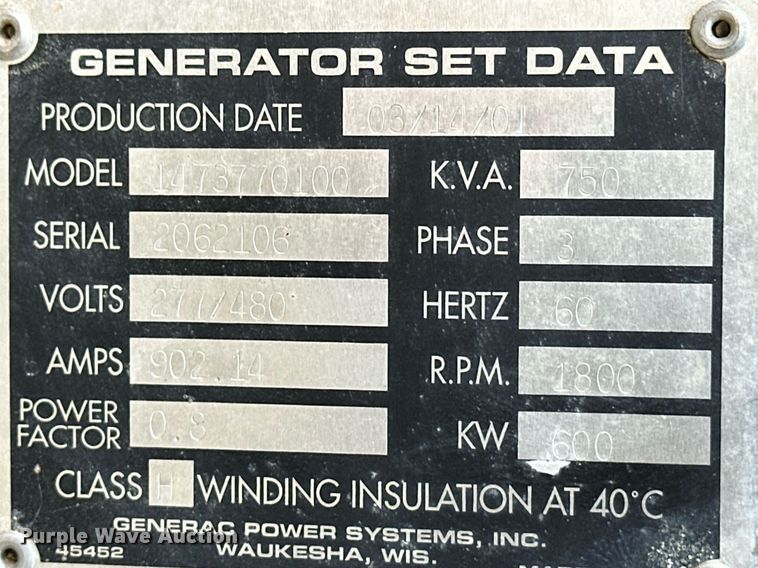 GENERATOR SET DATA
PRODUCTION DATE 03/14/01
MODEL 1473770100 K.V.A. 750
SERIAL 2062106 PHASE 3
VOLTS 277/480 HERTZ 60
AMPS 902.14 R.P.M. 1800
POWER FACTOR 0.8 KW 600
CLASS H WINDING INSULATION AT 40°C
GENERAC POWER SYSTEMS, INC.
Purple Wave Auction
45452 WAUKESHA, WIS.